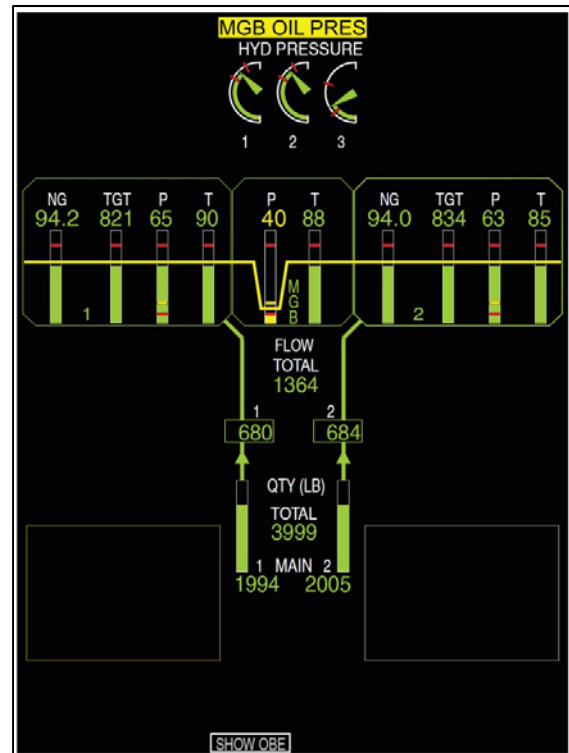 MGB OIL PRES
HYD PRESSURE
1 2 3
NG TGT P T P T NG TGT P T
94.2 821 65 90 40 88 94.0 834 63 85
1 MGB 2
FLOW
TOTAL
1364
1 2
680 684
QTY (LB)
TOTAL
3999
1 MAIN 2
1994 2005
SHOW OBE